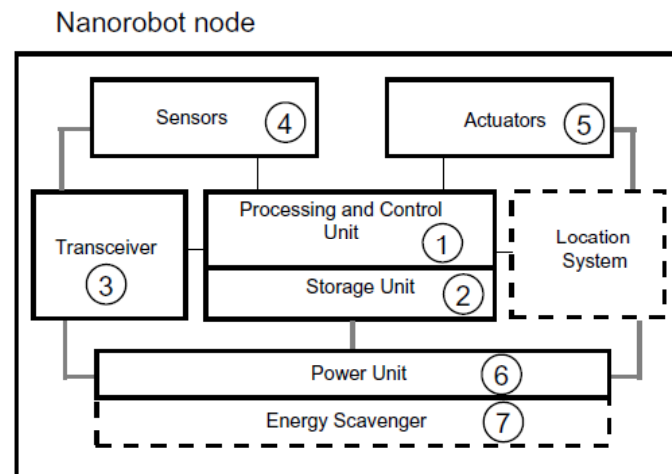 Nanorobot node
Sensors
4
Actuators
5
Transceiver
3
Processing and Control
Unit
1
Storage Unit
2
Location
System
Power Unit
6
Energy Scavenger
7